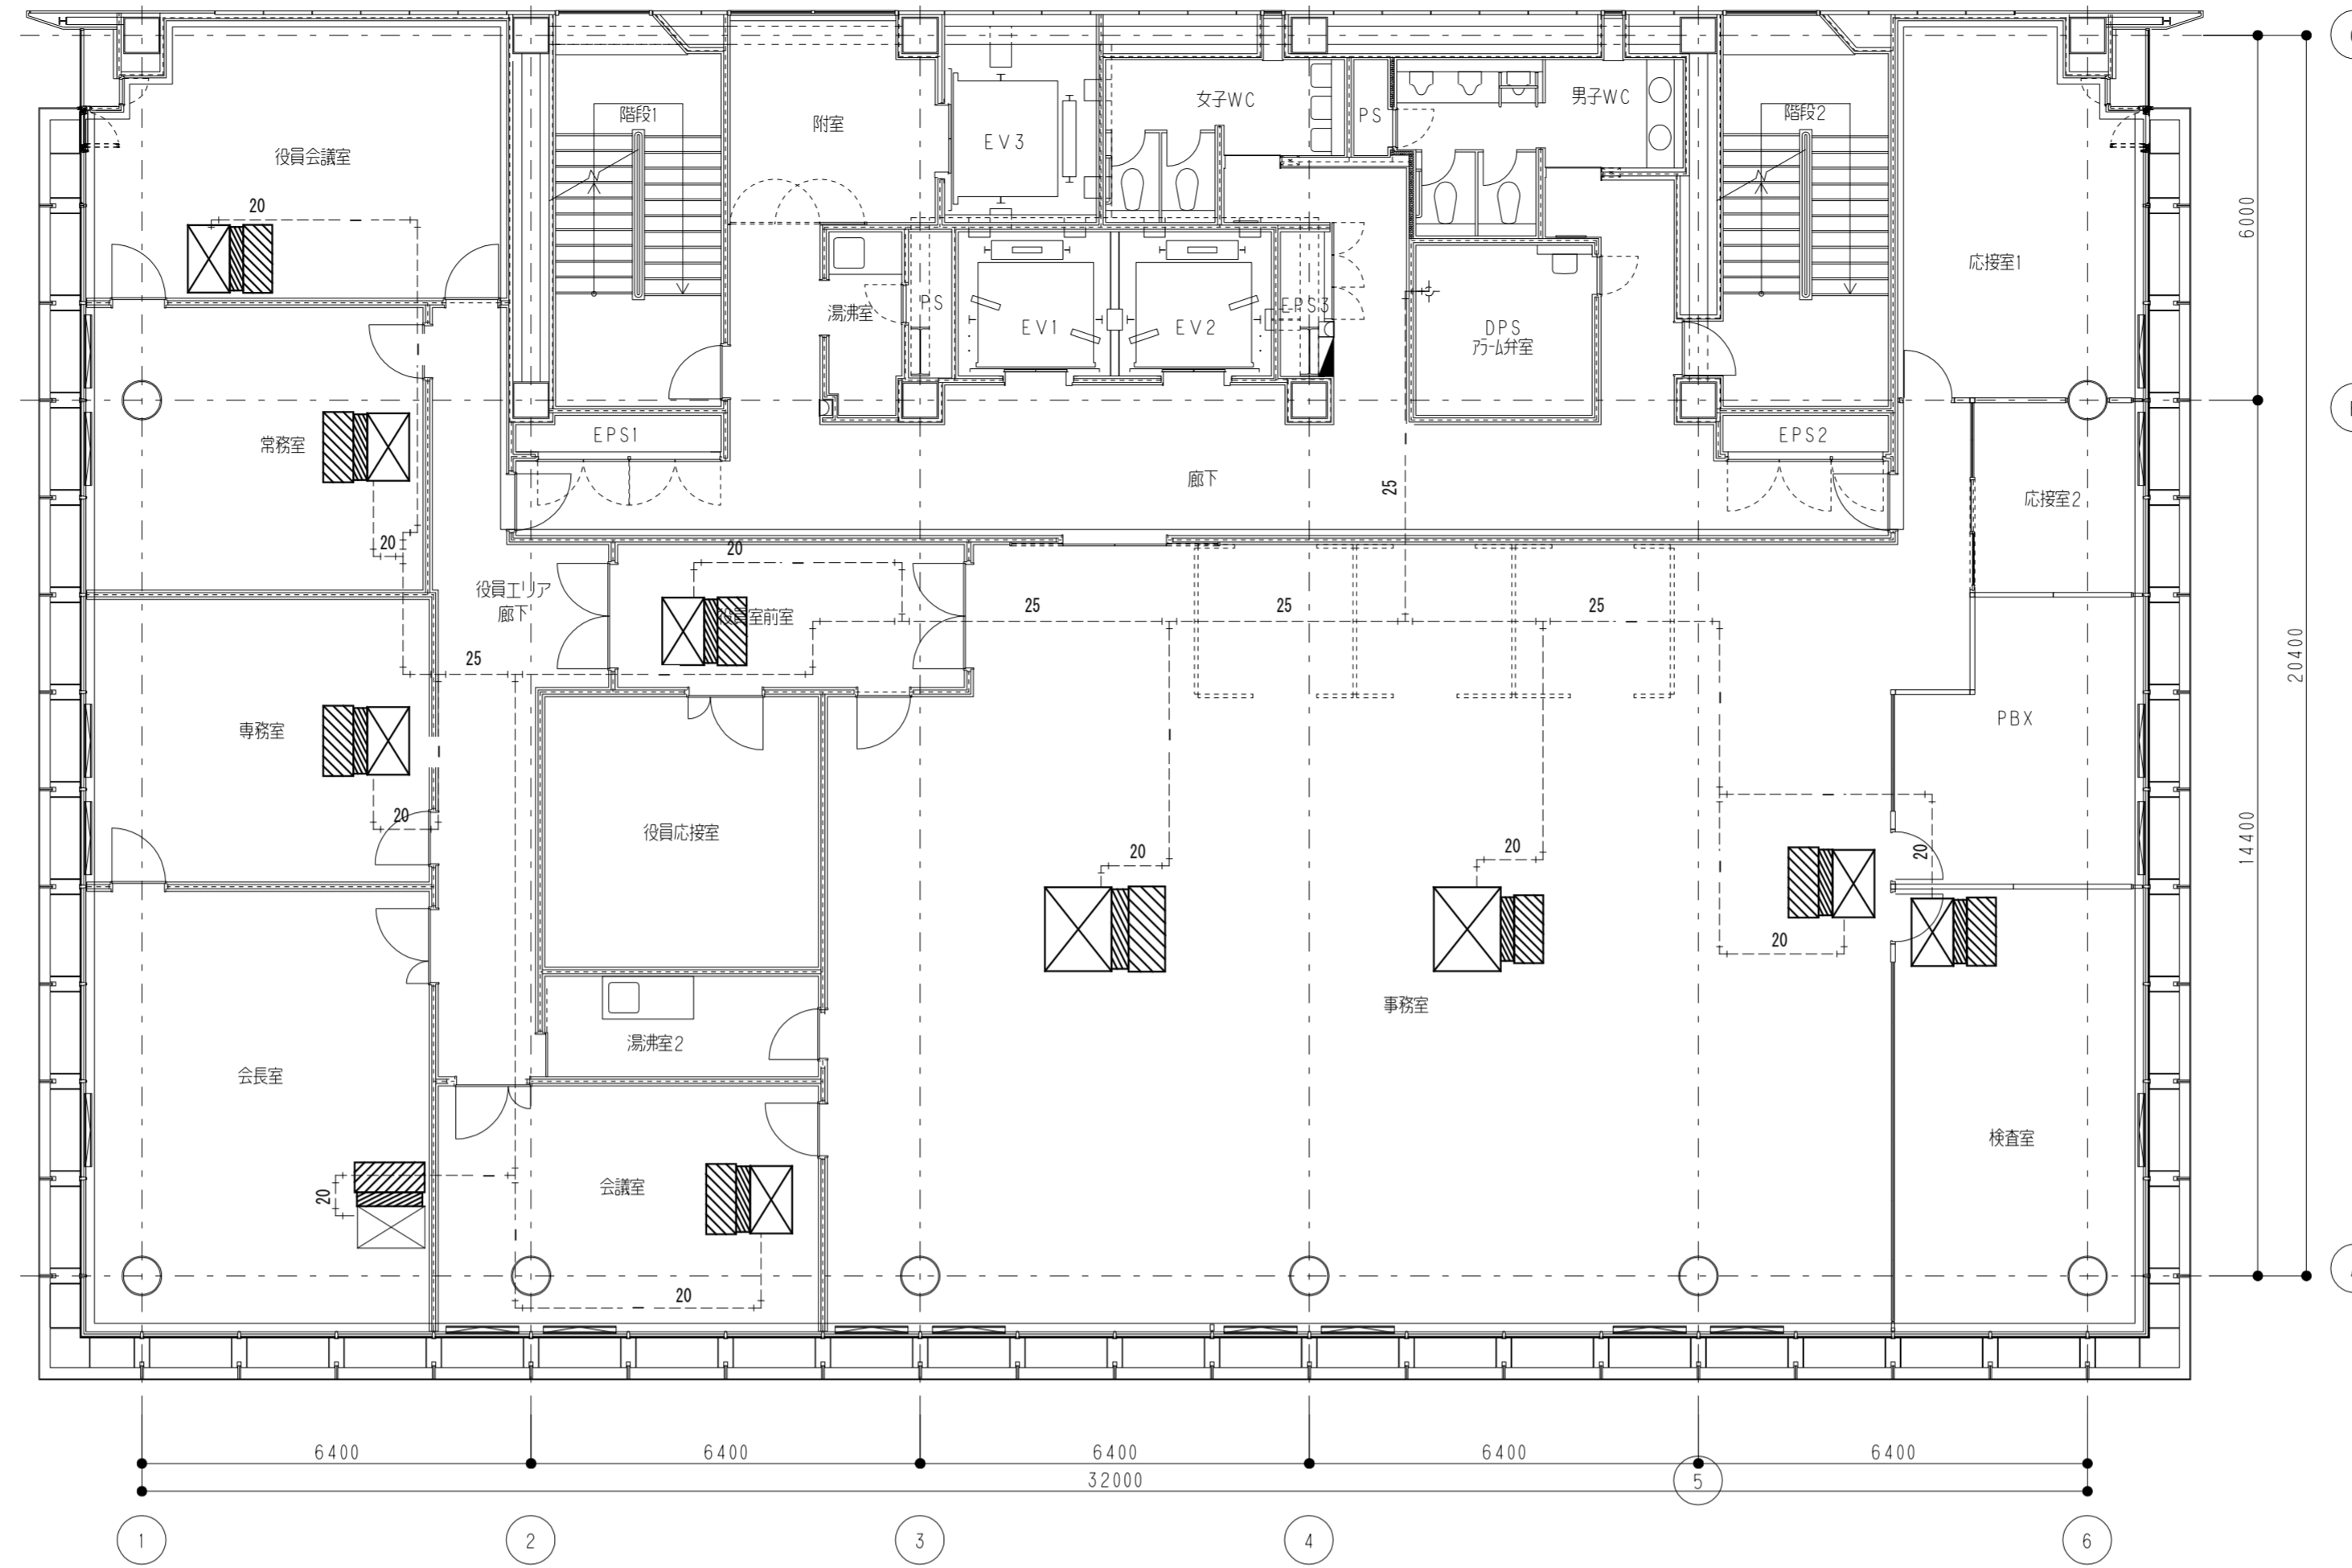 階段1
附室
EV3
女子WC
PS
男子WC
階段2
役員会議室
20
6000
応接室1
湯沸室
PS
EV1
EV2
EPS3
DPS
アラーム弁室
常務室
EPS1
EPS2
廊下
25
応接室2
20
20
役員エリア
廊下
役員室前室
25
25
25
20400
25
PBX
専務室
20
役員応接室
14400
20
20
20
20
事務室
湯沸室2
会長室
検査室
20
会議室
20
6400
6400
6400
6400
6400
32000
5
1
2
3
4
6